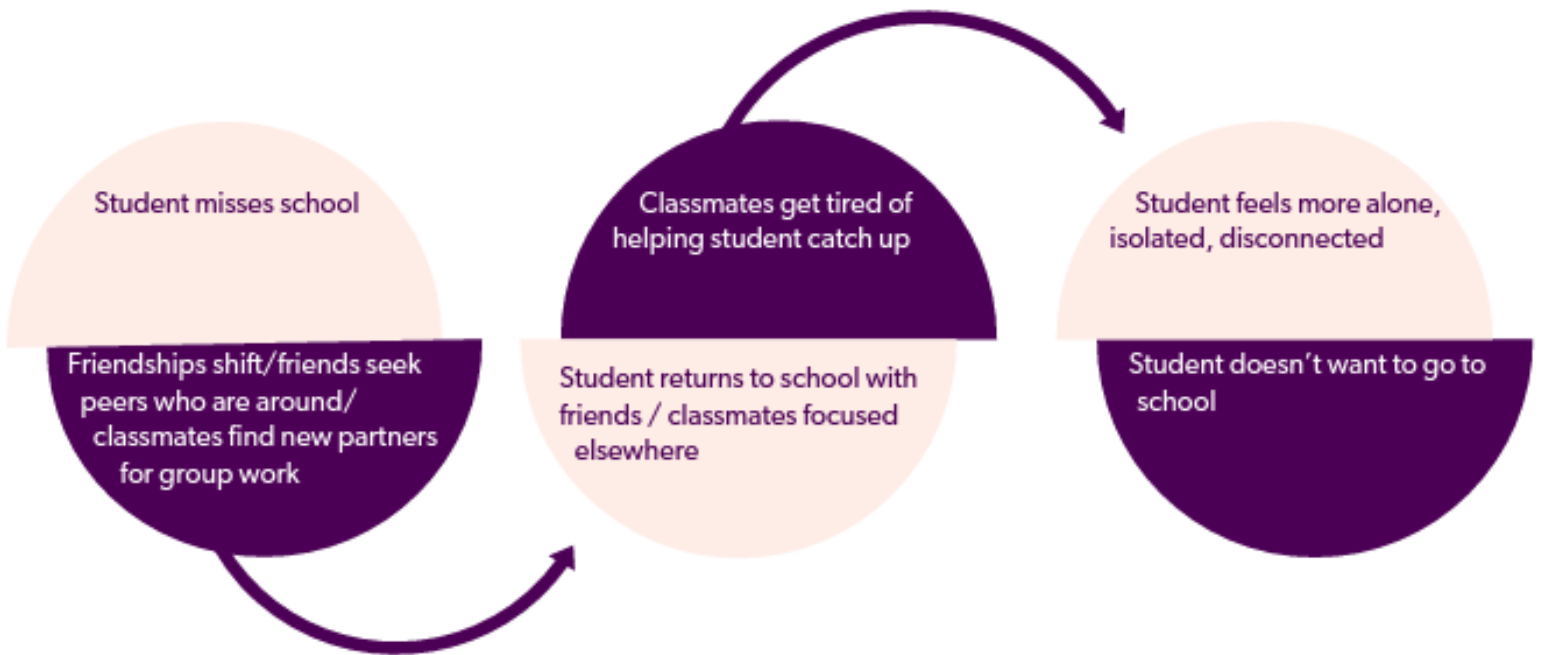 Student misses school
Friendships shift/friends seek
peers who are around/
classmates find new partners
for group work
Student returns to school with
friends / classmates focused
elsewhere
Classmates get tired of
helping student catch up
Student feels more alone,
isolated, disconnected
Student doesn’t want to go to
school